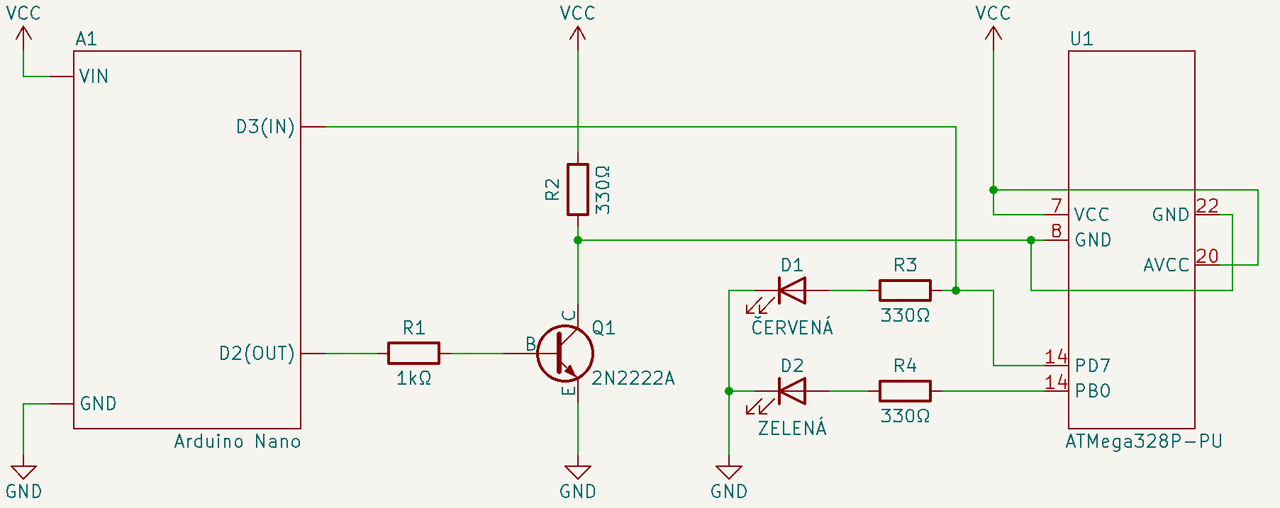 VCC
VCC
VCC
A1
U1
VIN
D3(IN)
R2
330Ω
7
VCC
GND
22
8
GND
AVCC
20
D1
R3
ČERVENÁ
330Ω
R1
C
Q1
B
D2(OUT)
1kΩ
E
2N2222A
14
PD7
D2
R4
14
PB0
ZELENÁ
330Ω
GND
Arduino Nano
ATMega328P-PU
GND
GND
GND